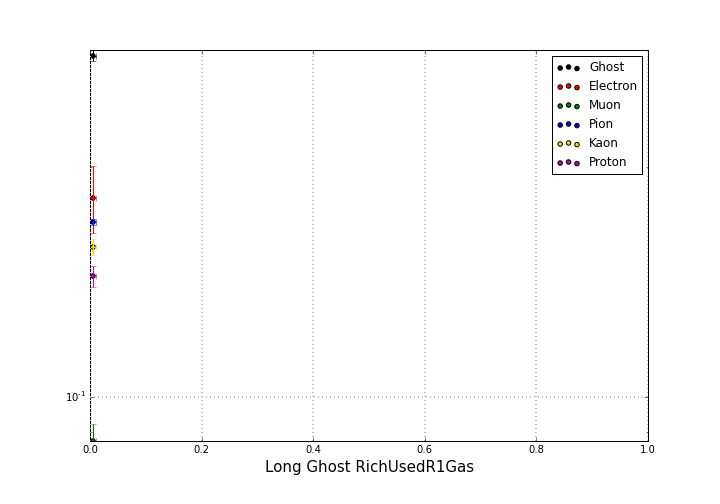 Ghost
Electron
Muon
Pion
Kaon
Proton
10^-1
0.0 0.2 0.4 0.6 0.8 1.0
Long Ghost RichUsedR1Gas